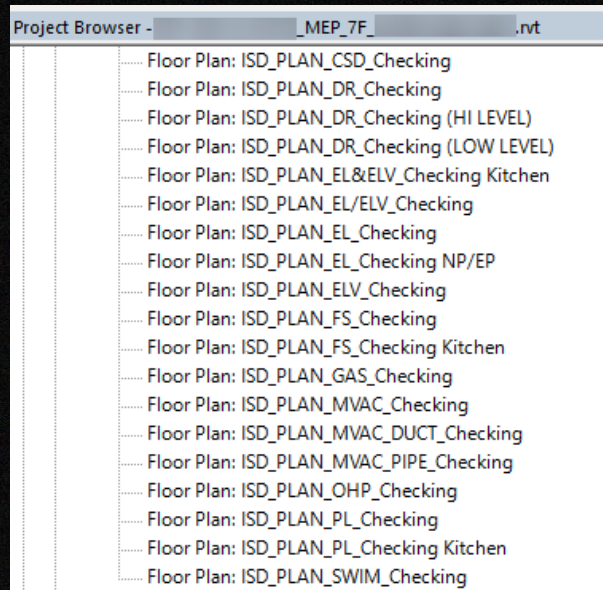 Project Browser - _MEP_7F_ .rvt
Floor Plan: ISD_PLAN_CSD_Checking
Floor Plan: ISD_PLAN_DR_Checking
Floor Plan: ISD_PLAN_DR_Checking (HI LEVEL)
Floor Plan: ISD_PLAN_DR_Checking (LOW LEVEL)
Floor Plan: ISD_PLAN_EL&ELV_Checking Kitchen
Floor Plan: ISD_PLAN_EL/ELV_Checking
Floor Plan: ISD_PLAN_EL_Checking
Floor Plan: ISD_PLAN_EL_Checking NP/EP
Floor Plan: ISD_PLAN_ELV_Checking
Floor Plan: ISD_PLAN_FS_Checking
Floor Plan: ISD_PLAN_FS_Checking Kitchen
Floor Plan: ISD_PLAN_GAS_Checking
Floor Plan: ISD_PLAN_MVAC_Checking
Floor Plan: ISD_PLAN_MVAC_DUCT_Checking
Floor Plan: ISD_PLAN_MVAC_PIPE_Checking
Floor Plan: ISD_PLAN_OHP_Checking
Floor Plan: ISD_PLAN_PL_Checking
Floor Plan: ISD_PLAN_PL_Checking Kitchen
Floor Plan: ISD_PLAN_SWIM_Checking